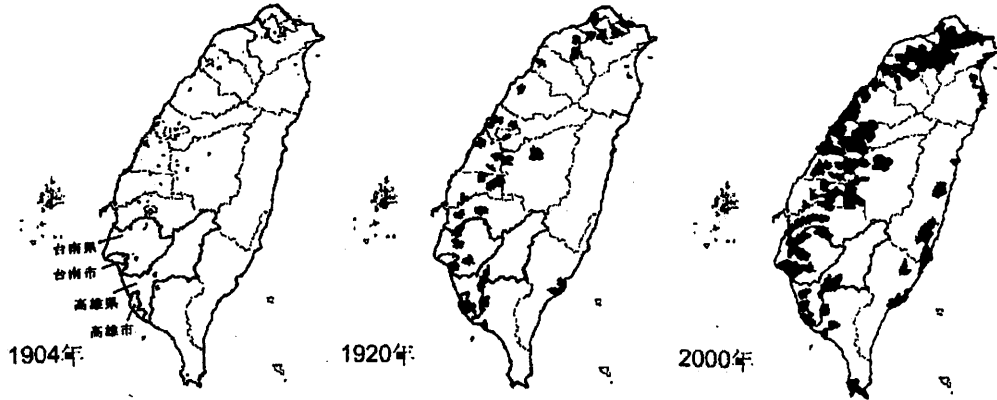 台南縣
台南市
高雄縣
高雄市
1904年
1920年
2000年